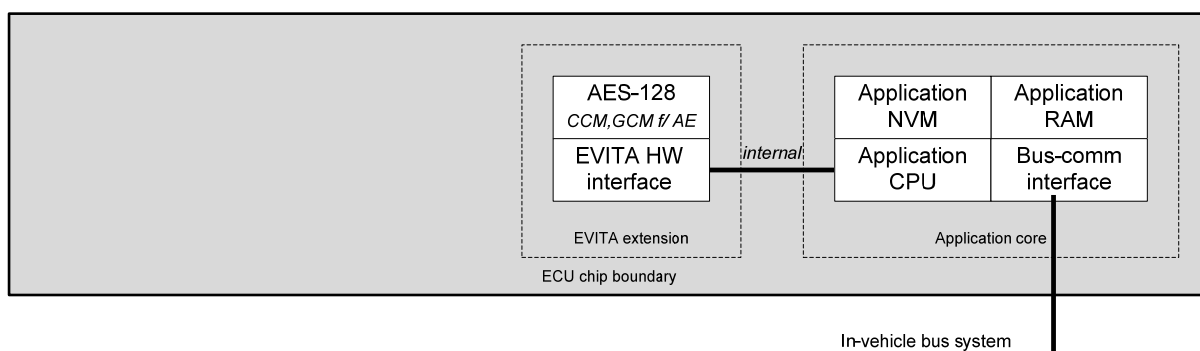 AES-128
CCM,GCM f/ AE
EVITA HW
interface
internal
Application
NVM
Application
RAM
Application
CPU
Bus-comm
interface
EVITA extension
Application core
ECU chip boundary
In-vehicle bus system